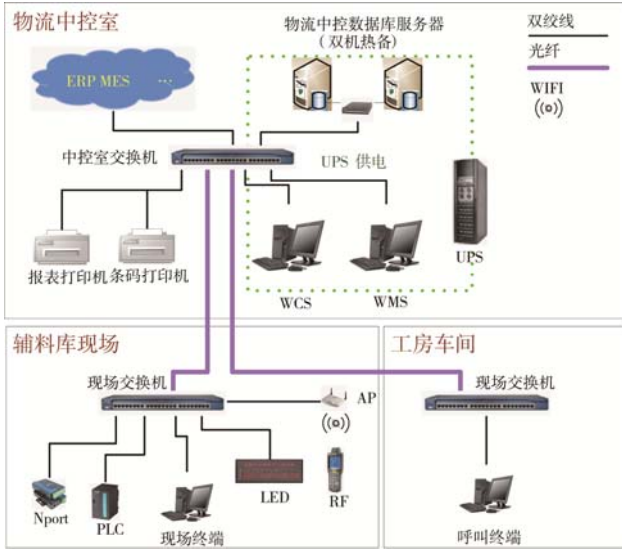 物流中控室
物流中控数据库服务器
(双机热备)
双绞线
光纤
WIFI
ERP MES ...
中控室交换机
UPS 供电
报表打印机
条码打印机
WCS
WMS
UPS
辅料库现场
现场交换机
AP
Nport
PLC
现场终端
LED
RF
工房车间
现场交换机
呼叫终端